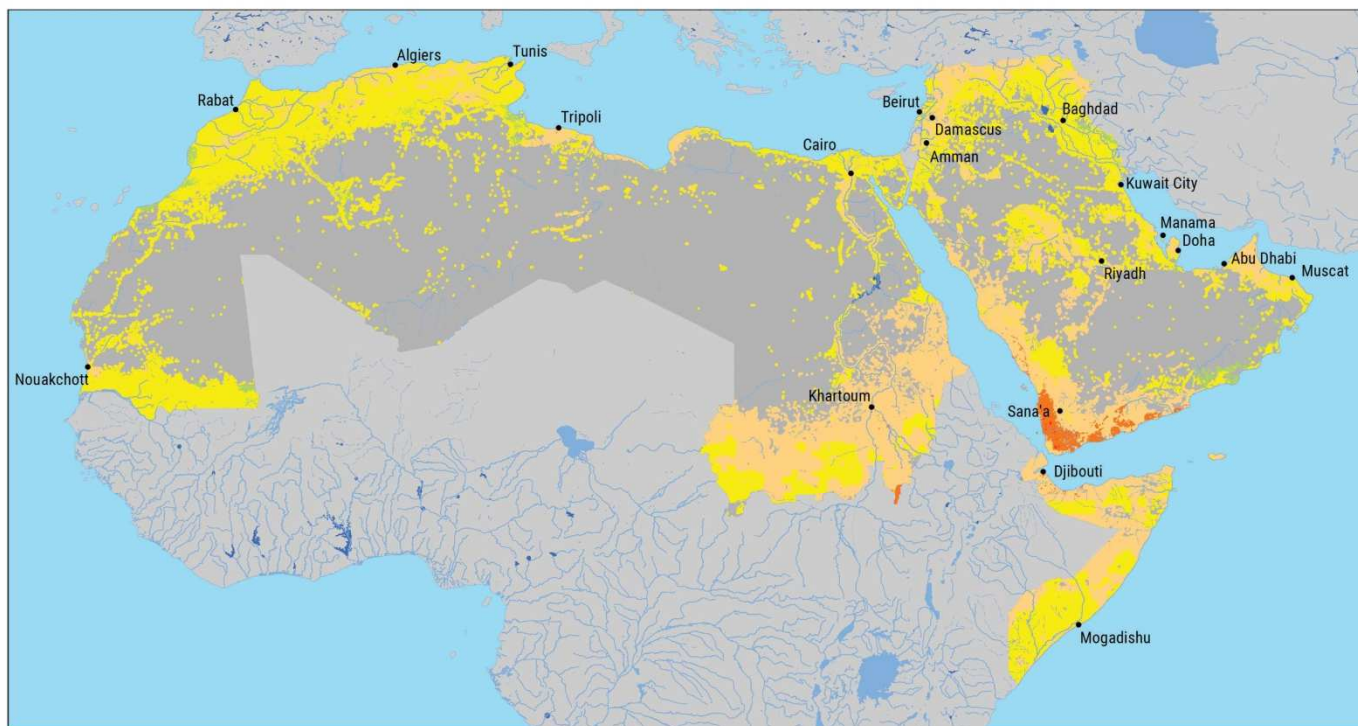 Algiers
Tunis
Rabat
Tripoli
Beirut
Baghdad
Damascus
Cairo
Amman
Kuwait City
Manama
Doha
Abu Dhabi
Riyadh
Muscat
Nouakchott
Khartoum
Sana'a
Djibouti
Mogadishu